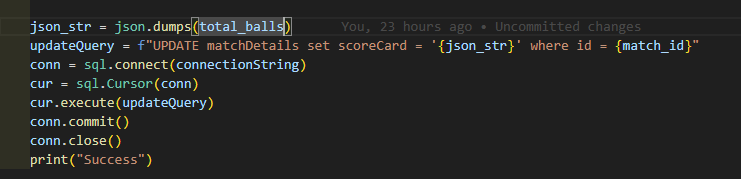 json_str = json.dumps(total_balls) You, 23 hours ago • Uncommitted changes
updateQuery = f"UPDATE matchDetails set scoreCard = '{json_str}' where id = {match_id}"
conn = sql.connect(connectionString)
cur = sql.Cursor(conn)
cur.execute(updateQuery)
conn.commit()
conn.close()
print("Success")